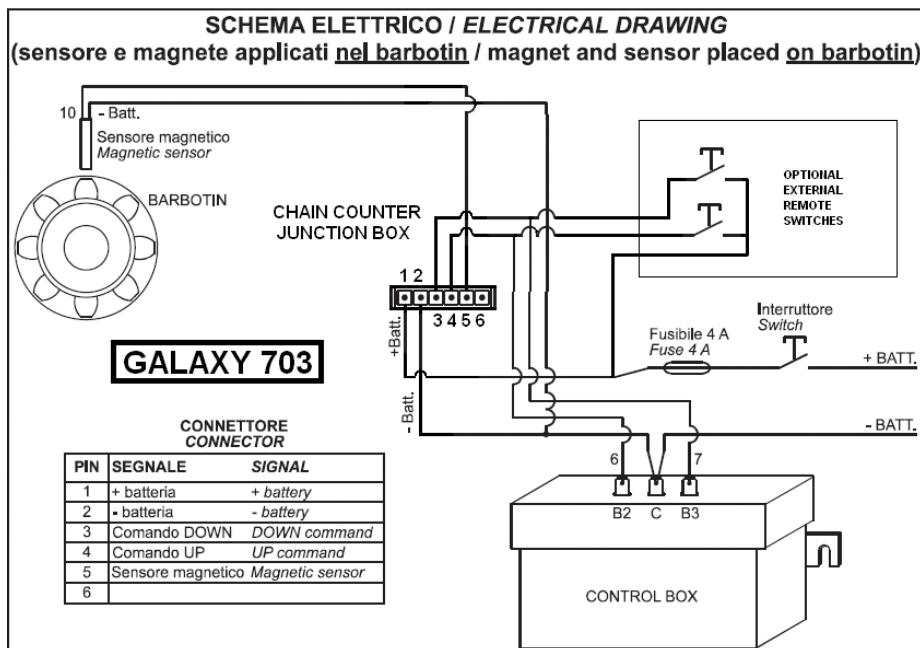 SCHEMA ELETTRICO / ELECTRICAL DRAWING
(sensore e magnete applicati nel barbotin / magnet and sensor placed on barbotin)
10
- Batt.
Sensore magnetico
Magnetic sensor
BARBOTIN
CHAIN COUNTER
JUNCTION BOX
OPTIONAL
EXTERNAL
REMOTE
SWITCHES
1 2
3 4 5 6
+Batt.
- Batt.
Interruttore
Switch
Fusibile 4 A
Fuse 4 A
+ BATT.
- BATT.
GALAXY 703
6
7
B2 C B3
CONTROL BOX
CONNETTORE
CONNECTOR
PIN SEGNALE SIGNAL
1 + batteria + battery
2 - batteria - battery
3 Comando DOWN DOWN command
4 Comando UP UP command
5 Sensore magnetico Magnetic sensor
6